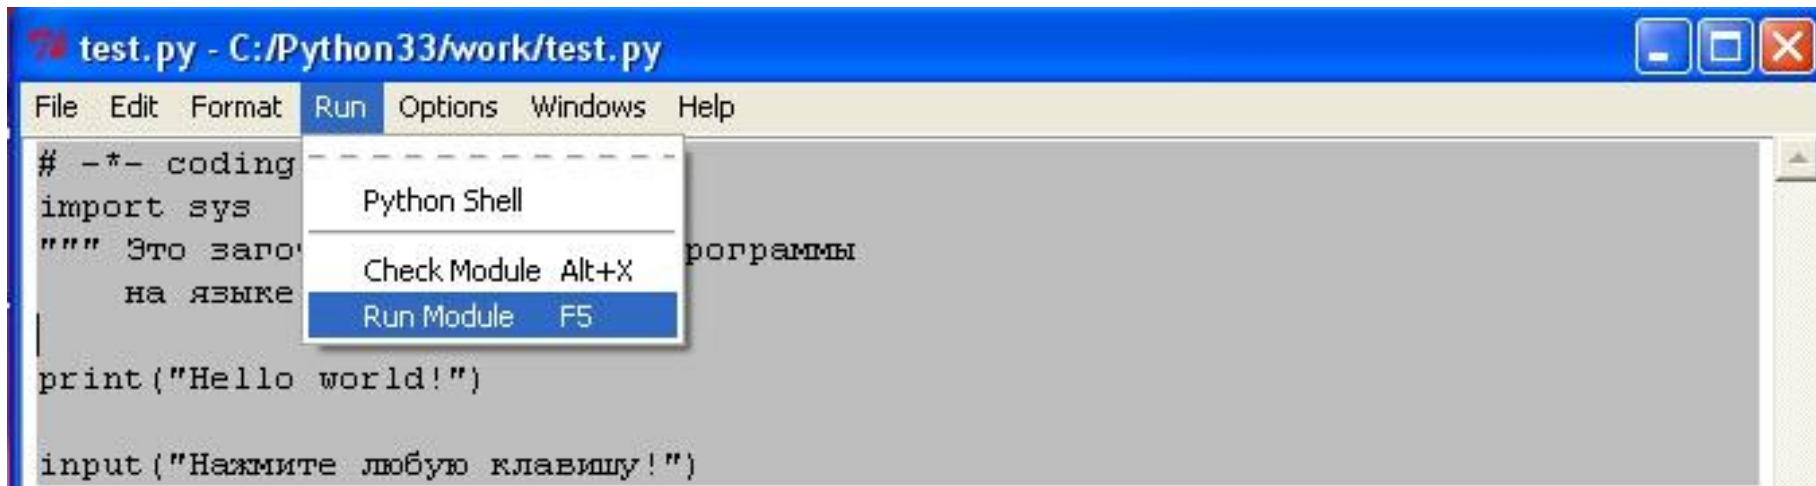 test.py - C:/Python33/work/test.py
File Edit Format Run Options Windows Help
# -*- coding
import sys
Python Shell
""" Это рограммы
Check Module Alt+X
на языке
Run Module F5
print("Hello world!")
input("Нажмите любую клавишу!")